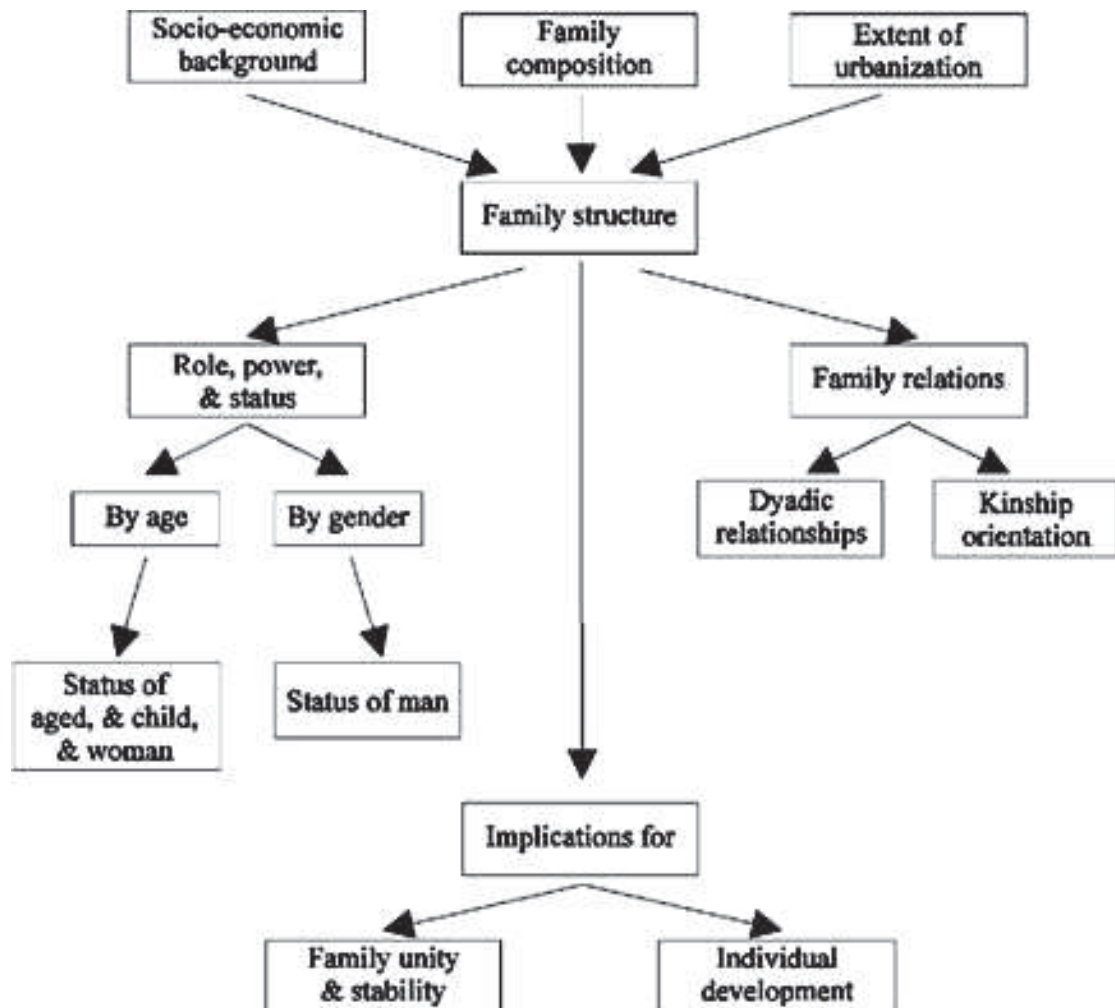 Socio-economic
background
Family
composition
Extent of
urbanization
Family structure
Role, power,
& status
Family relations
By age
By gender
Dyadic
relationships
Kinship
orientation
Status of
aged, & child,
& woman
Status of man
Implications for
Family unity
& stability
Individual
development